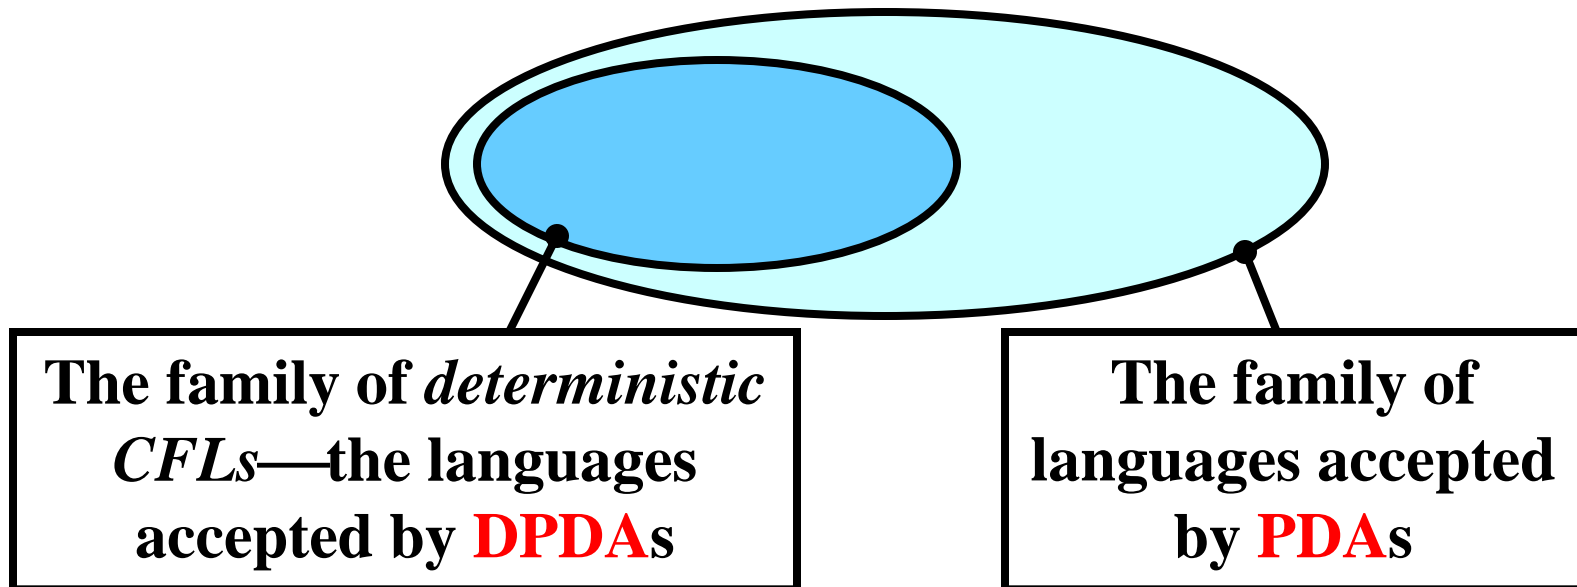 The family of deterministic
CFLs—the languages
accepted by DPDAs
The family of
languages accepted
by PDAs